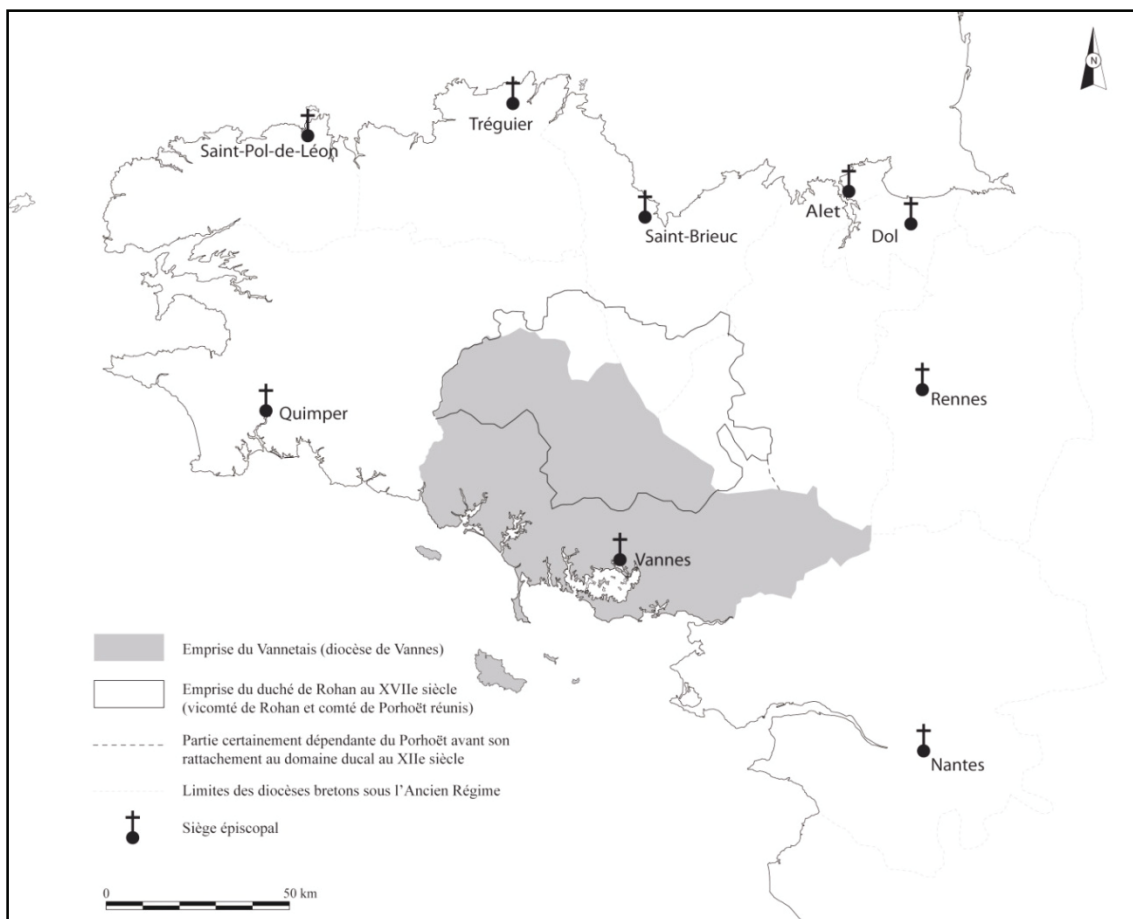 N
Tréguier
Saint-Pol-de-Léon
Alet
Saint-Brieuc
Dol
Rennes
Quimper
Vannes
Emprise du Vannetais (diocèse de Vannes)
Emprise du duché de Rohan au XVIIe siècle
(vicomté de Rohan et comté de Porhoët réunis)
Partie certainement dépendante du Porhoët avant son
rattachement au domaine ducal au XIIe siècle
Nantes
Limites des diocèses bretons sous l'Ancien Régime
Siège épiscopal
0 50 km